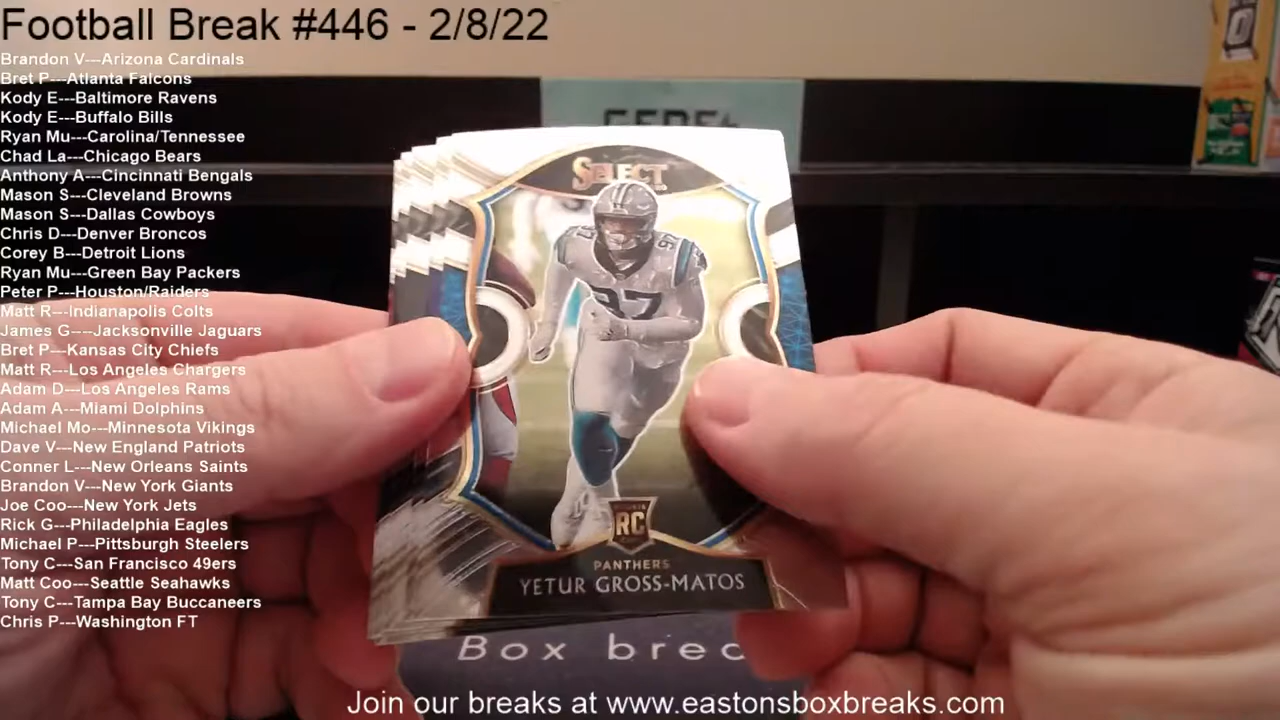 Football Break #446 - 2/8/22
Brandon V---Arizona Cardinals
Bret P---Atlanta Falcons
Kody E---Baltimore Ravens
Kody E---Buffalo Bills
Ryan Mu---Carolina/Tennessee
Chad La---Chicago Bears
Anthony A---Cincinnati Bengals
Mason S---Cleveland Browns
Mason S---Dallas Cowboys
Chris D---Denver Broncos
Corey B---Detroit Lions
Ryan Mu---Green Bay Packers
Peter P---Houston/Raiders
Matt R---Indianapolis Colts
James G----Jacksonville Jaguars
Bret P---Kansas City Chiefs
Matt R---Los Angeles Chargers
Adam D---Los Angeles Rams
Adam A---Miami Dolphins
Michael Mo---Minnesota Vikings
Dave V---New England Patriots
Conner L---New Orleans Saints
Brandon V---New York Giants
Joe Coo---New York Jets
Rick G---Philadelphia Eagles
Michael P---Pittsburgh Steelers
Tony C---San Francisco 49ers
Matt Coo---Seattle Seahawks
Tony C---Tampa Bay Buccaneers
Chris P---Washington FT
SELECT
97
97
RC
PANTHERS
YETUR GROSS-MATOS
Box brec
Join our breaks at www.eastonsboxbreaks.com